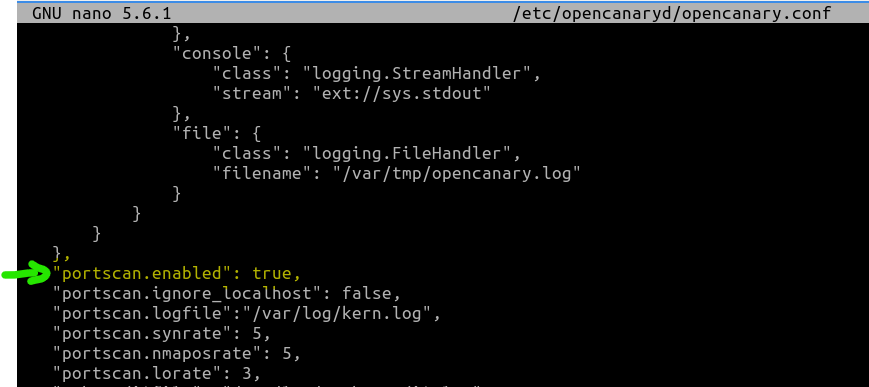 GNU nano 5.6.1 /etc/opencanaryd/opencanary.conf
},
"console": {
"class": "logging.StreamHandler",
"stream": "ext://sys.stdout"
},
"file": {
"class": "logging.FileHandler",
"filename": "/var/tmp/opencanary.log"
}
}
}
},
"portscan.enabled": true,
"portscan.ignore_localhost": false,
"portscan.logfile":"/var/log/kern.log",
"portscan.synrate": 5,
"portscan.nmaposrate": 5,
"portscan.lorate": 3,